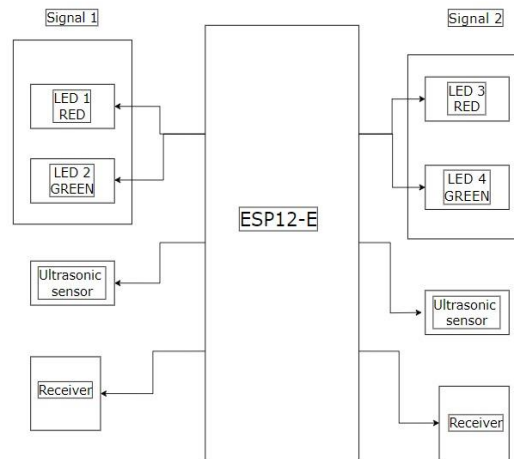 Signal 1
Signal 2
LED 1
RED
LED 2
GREEN
LED 3
RED
LED 4
GREEN
ESP12-E
Ultrasonic
sensor
Ultrasonic
sensor
Receiver
Receiver